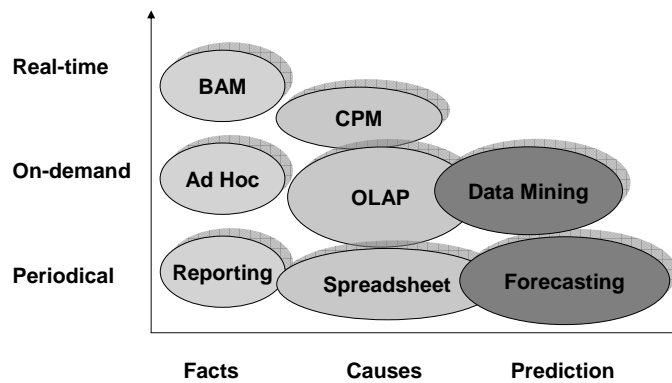 Real-time
BAM
CPM
On-demand
Ad Hoc
OLAP
Data Mining
Periodical
Reporting
Spreadsheet
Forecasting
Facts
Causes
Prediction